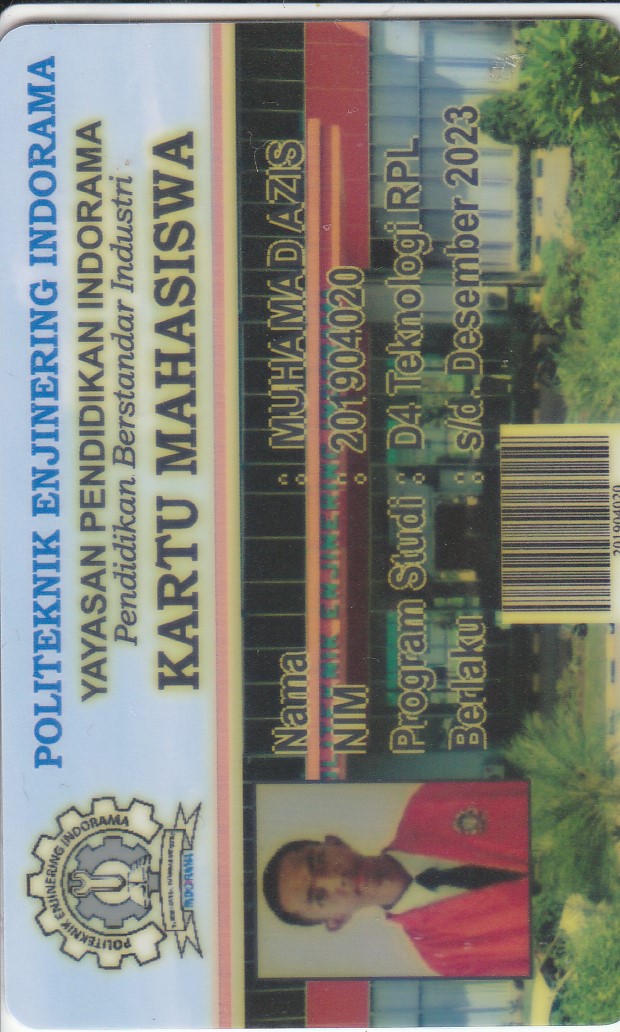 POLITEKNIK ENJINERING INDORAMA
YAYASAN PENDIDIKAN INDORAMA
Pendidikan Berstandar Industri
KARTU MAHASISWA
POLITEKNIK ENJINERING INDORAMA
INDORAMA
Nama : MUHAMAD AZIS
NIM : 201904020
Program Studi : D4 Teknologi RPL
Berlaku : s/d. Desember 2023
201904020